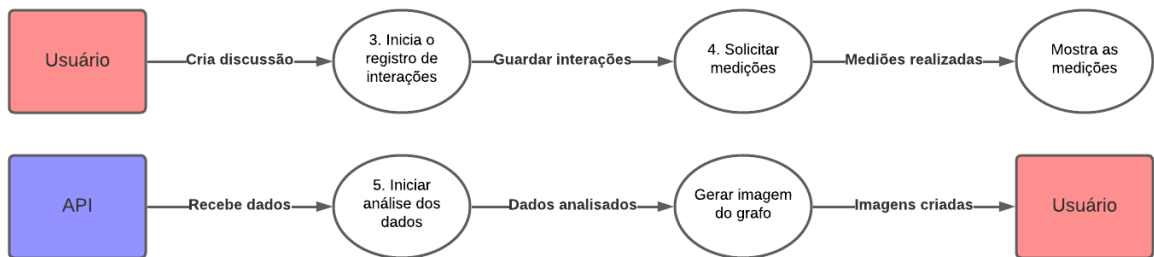 Usuário
Cria discussão
3. Inicia o
registro de
interações
Guardar interações
4. Solicitar
medições
Mediões realizadas
Mostra as
medições
API
Recebe dados
5. Iniciar
análise dos
dados
Dados analisados
Gerar imagem
do grafo
Imagens criadas
Usuário